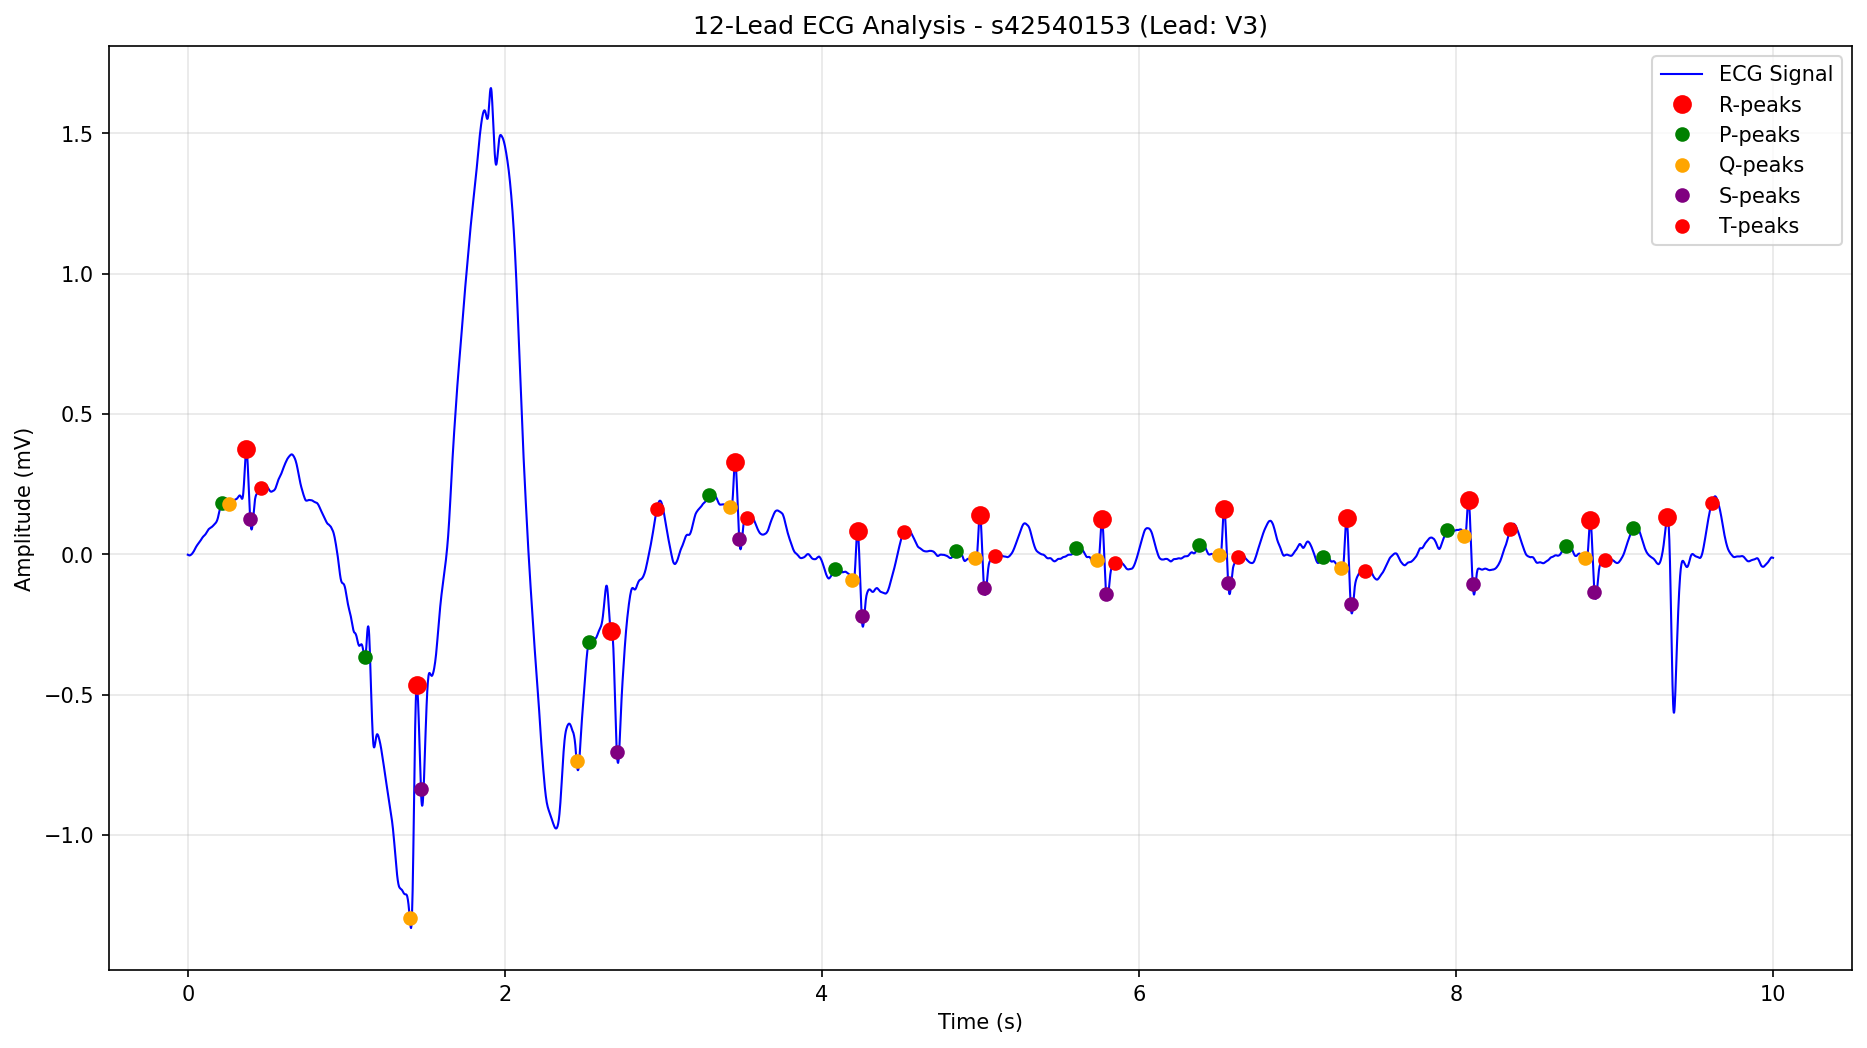 12-Lead ECG Analysis - s42540153 (Lead: V3)
ECG Signal
R-peaks
P-peaks
Q-peaks
S-peaks
T-peaks
Amplitude (mV)
1.5
1.0
0.5
0.0
−0.5
−1.0
0 2 4 6 8 10
Time (s)